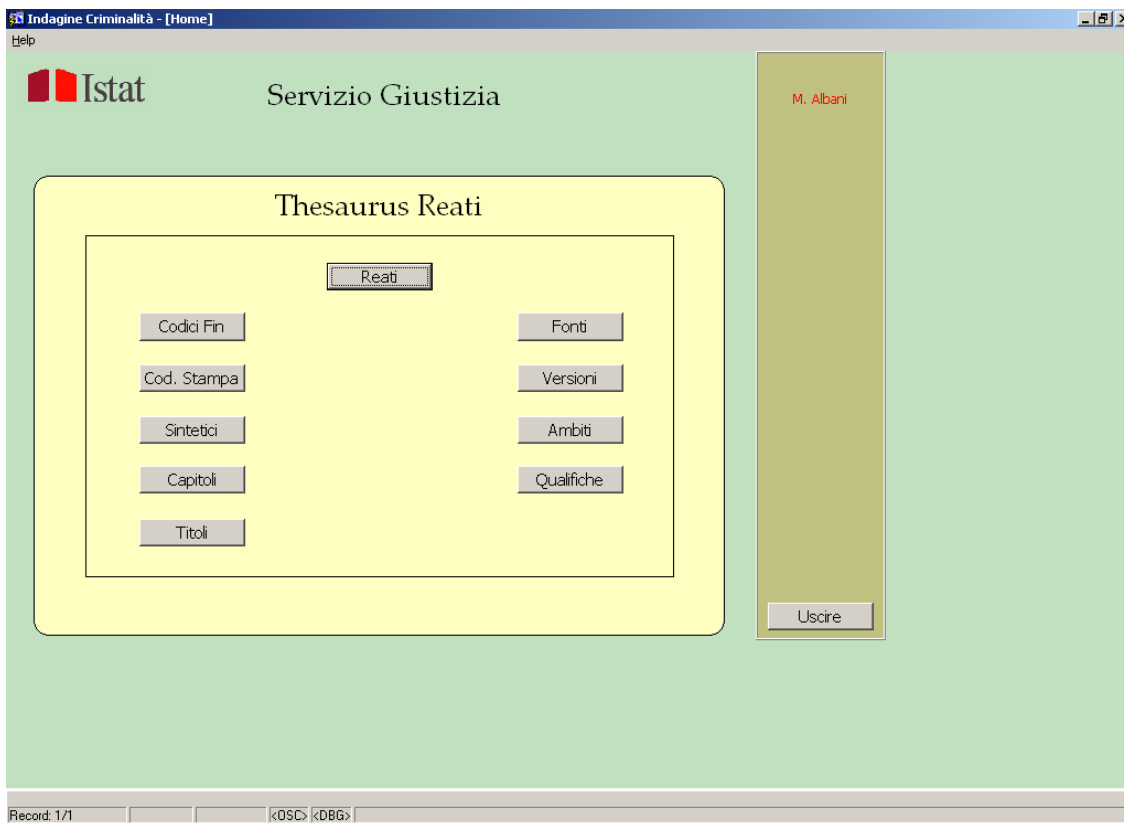 Indagine Criminalità - [Home]
Help
Istat
Servizio Giustizia
M. Albani
Thesaurus Reati
Reati
Codici Fin
Fonti
Cod. Stampa
Versioni
Sintetici
Ambiti
Capitoli
Qualifiche
Titoli
Uscire
Record: 1/1
<OSC>
<DBG>